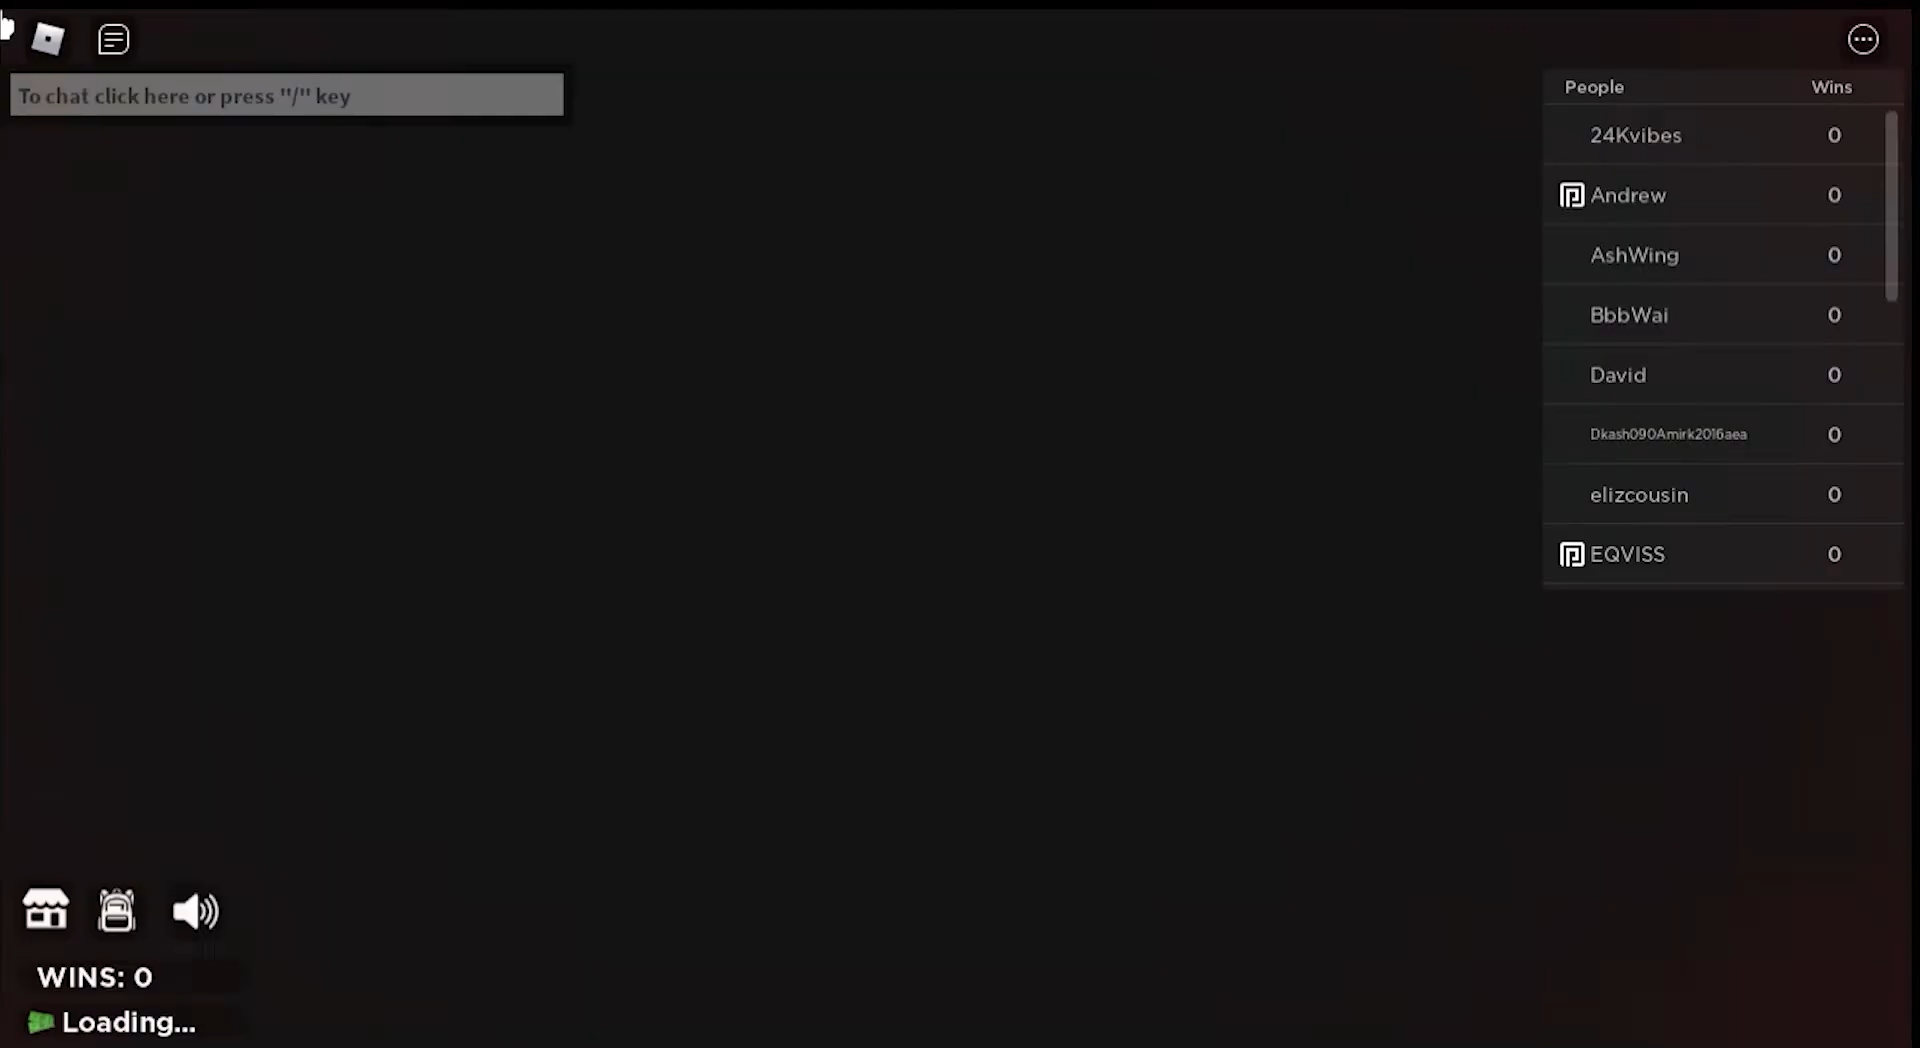 To chat click here or press "/" key
People Wins
24Kvibes 0
Andrew 0
AshWing 0
BbbWai 0
David 0
Dkash090Amirk2016aea 0
elizcousin 0
EQVISS 0
WINS: 0
Loading...